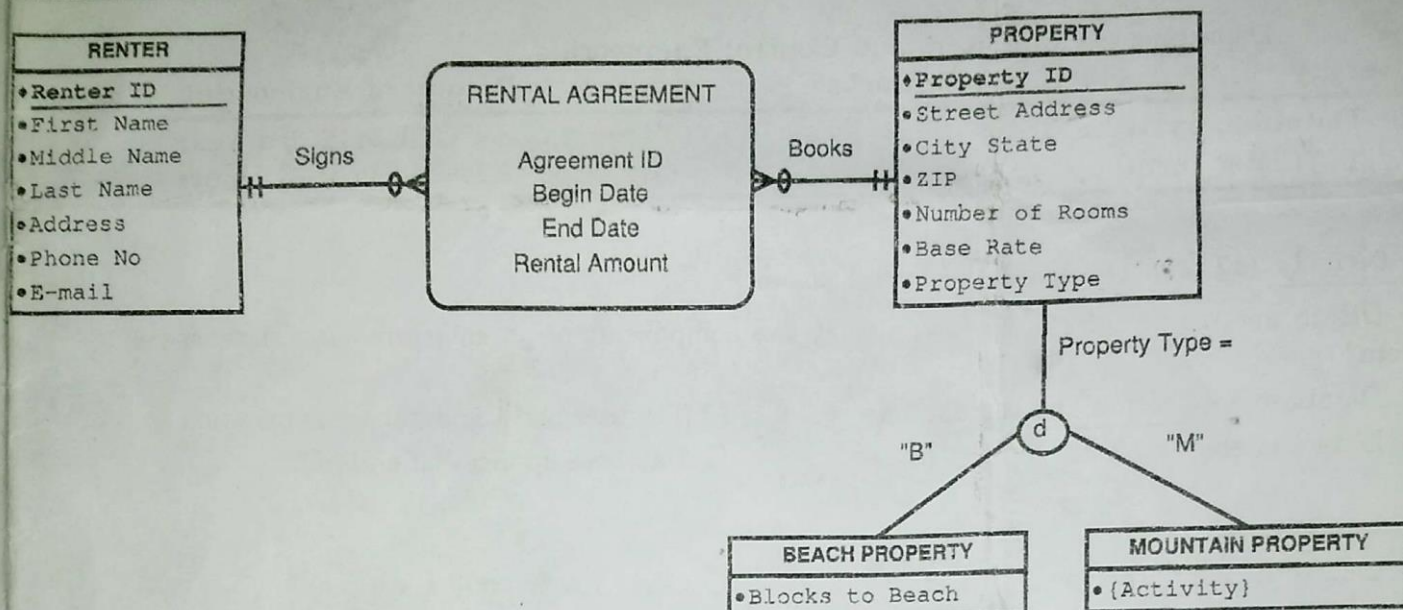 RENTER
Renter ID
First Name
Middle Name
Last Name
Address
Phone No
E-mail
Signs
RENTAL AGREEMENT
Agreement ID
Begin Date
End Date
Rental Amount
Books
PROPERTY
Property ID
Street Address
City State
ZIP
Number of Rooms
Base Rate
Property Type
Property Type =
d
"B"
"M"
BEACH PROPERTY
Blocks to Beach
MOUNTAIN PROPERTY
{Activity}